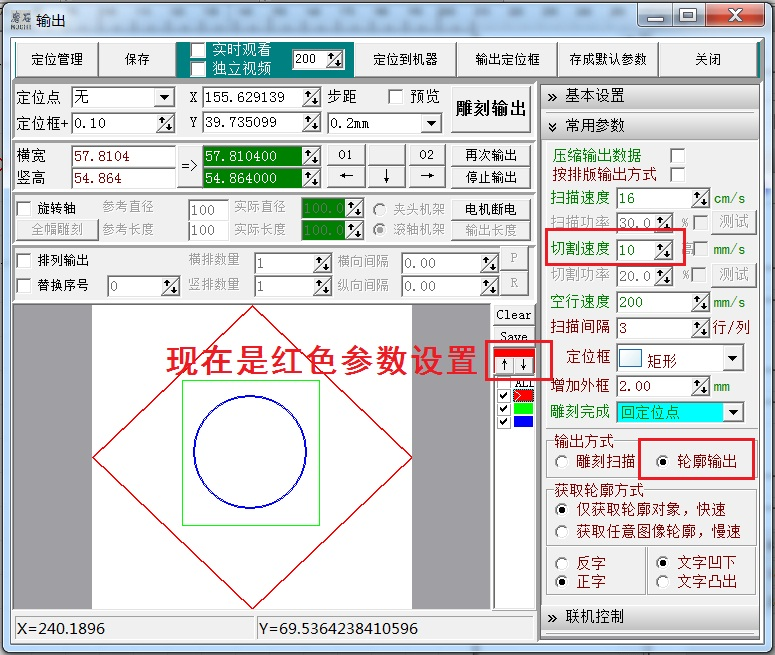 输出
定位管理
保存
实时观看
独立视频
200
定位到机器
输出定位框
存成默认参数
关闭
定位点 无
X 155.629139
步距
预览
雕刻输出
定位框+ 0.10
Y 39.735099
0.2mm
横宽 57.8104
=>
57.810400
01
02
再次输出
竖高 54.864
54.864000
←
↓
→
停止输出
旋转轴
参考直径 100
实际直径 100.0
夹头机架
电机断电
全幅雕刻
参考长度 100
实际长度 100.0
滚轴机架
输出长度
排列输出
横排数量 1
横向间隔 0.00
P
替换序号 0
竖排数量 1
纵向间隔 0.00
R
Clear
Save
现在是红色参数设置
↑ ↓
ALL
X=240.1896
Y=69.5364238410596
基本设置
常用参数
压缩输出数据
按排版输出方式
扫描速度 16 cm/s
扫描功率 30.0 % 测试
切割速度 10 mm/s
切割功率 20.0 % 测试
空行速度 200 mm/s
扫描间隔 3 行/列
定位框 矩形
增加外框 2.00 mm
雕刻完成 回定位点
输出方式
雕刻扫描 轮廓输出
获取轮廓方式
仅获取轮廓对象，快速
获取任意图像轮廓，慢速
反字 文字凹下
正字 文字凸出
联机控制